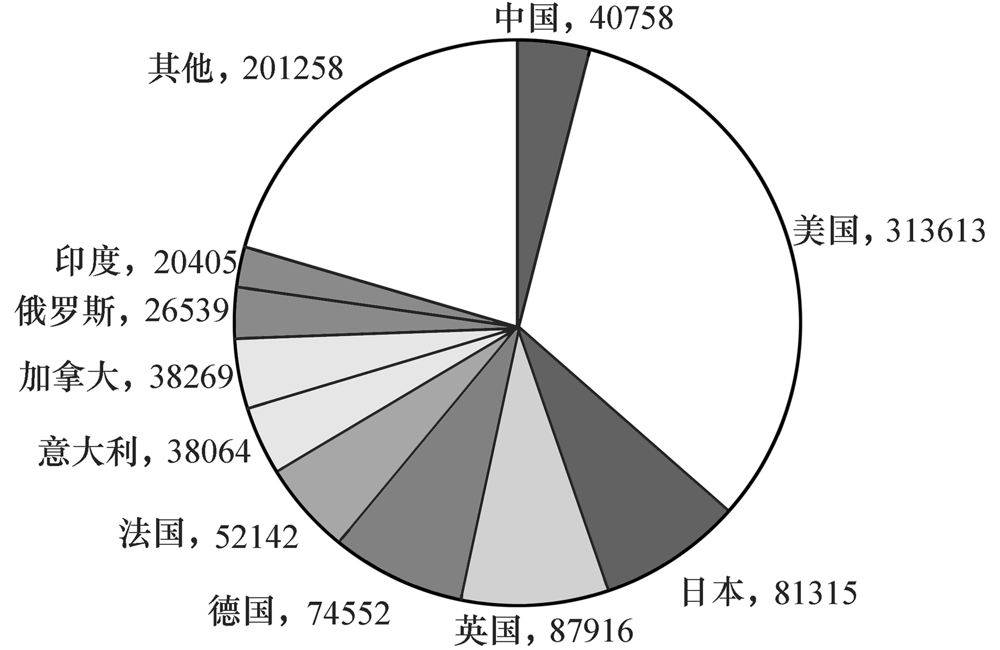 中国，40758
其他，201258
美国，313613
印度，20405
俄罗斯，26539
加拿大，38269
意大利，38064
法国，52142
日本，81315
德国，74552
英国，87916